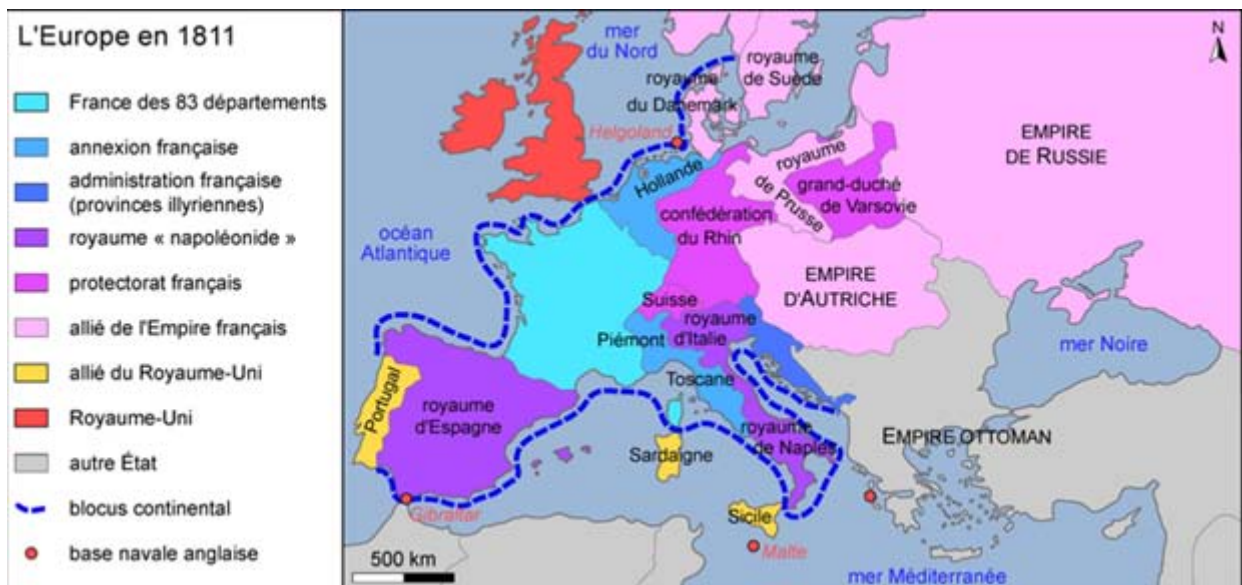 L'Europe en 1811
France des 83 départements
annexion française
administration française
(provinces illyriennes)
royaume « napoléonide »
protectorat français
allié de l'Empire français
allié du Royaume-Uni
Royaume-Uni
autre État
blocus continental
base navale anglaise
mer
du Nord
royaume
de Suède
N
royaume
du Danemark
Helgoland
EMPIRE
DE RUSSIE
royaume
de Prusse
Hollande
grand-duché
de Varsovie
confédération
du Rhin
océan
Atlantique
EMPIRE
D'AUTRICHE
Suisse
royaume
d'Italie
Piémont
mer Noire
Toscane
Portugal
royaume
d'Espagne
royaume
de Naples
EMPIRE OTTOMAN
Sardaigne
Gibraltar
Sicile
Malte
500 km
mer Méditerranée